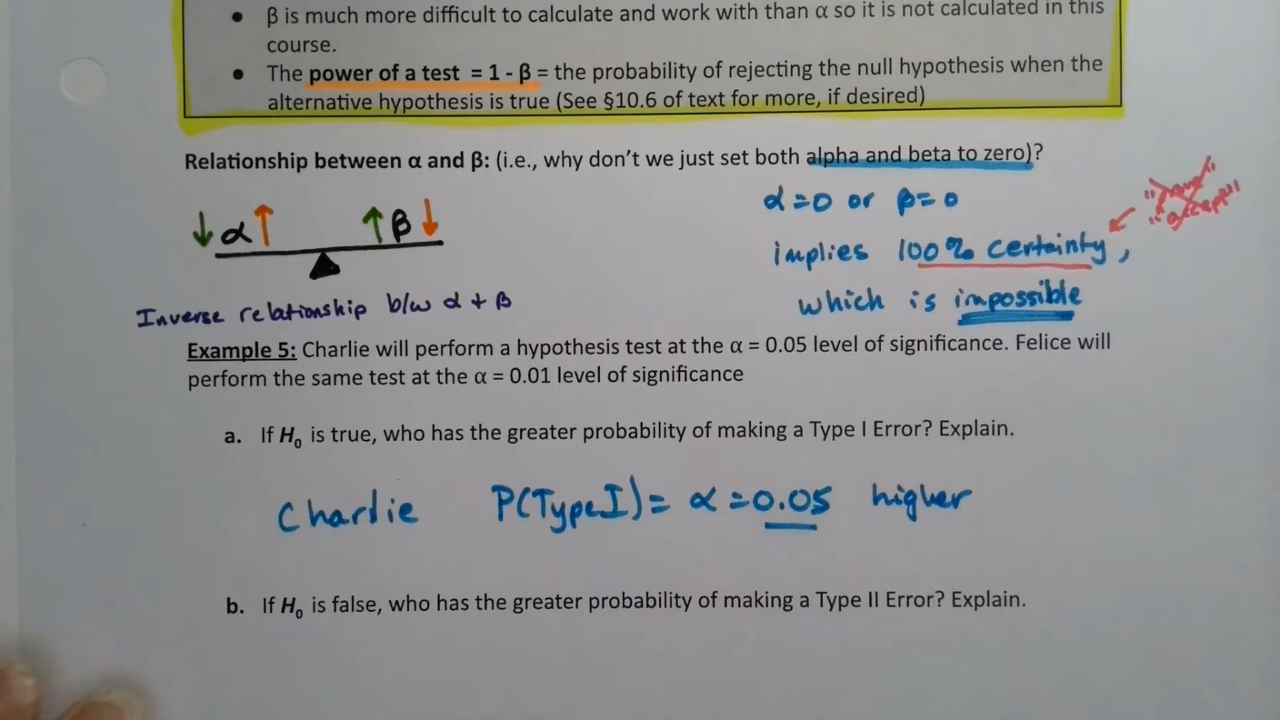 • β is much more difficult to calculate and work with than α so it is not calculated in this
course.
• The power of a test = 1 - β = the probability of rejecting the null hypothesis when the
alternative hypothesis is true (See §10.6 of text for more, if desired)
Relationship between α and β: (i.e., why don't we just set both alpha and beta to zero)?
↓α↑ ↑β↓
α=0 or β=0
"accept"
implies 100% certainty,
which is impossible
Inverse relationship b/w α + β
Example 5: Charlie will perform a hypothesis test at the α = 0.05 level of significance. Felice will
perform the same test at the α = 0.01 level of significance
a. If H₀ is true, who has the greater probability of making a Type I Error? Explain.
Charlie P(Type I) = α = 0.05 higher
b. If H₀ is false, who has the greater probability of making a Type II Error? Explain.